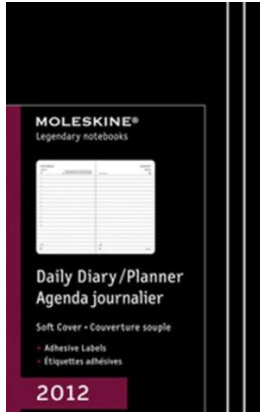 MOLESKINE®
Legendary notebooks
Daily Diary/Planner
Agenda journalier
Soft Cover • Couverture souple
• Adhesive Labels
• Étiquettes adhésives
2012